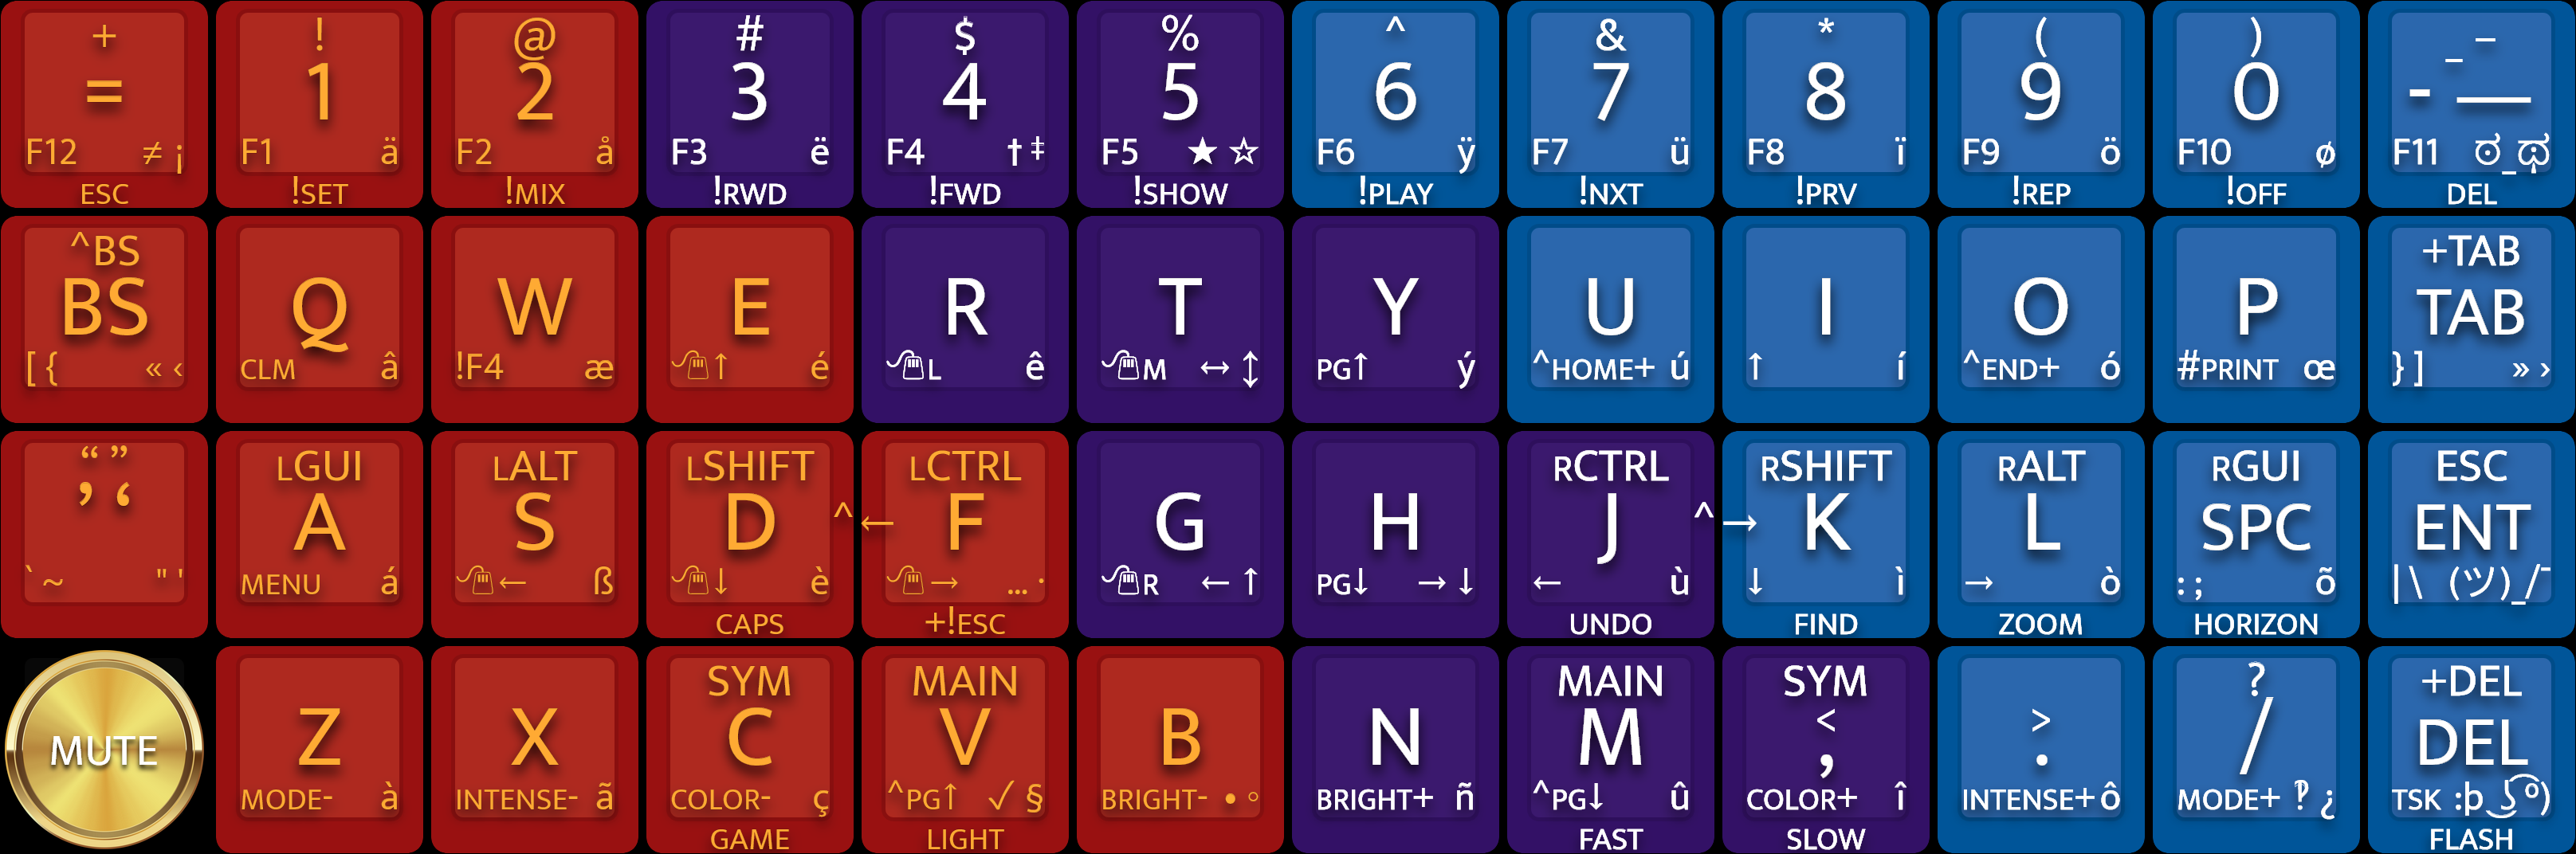 + ! @ # $ % ^ & * ( ) _ –
= 1 2 3 4 5 6 7 8 9 0 - —
F12 ≠ ¡ F1 ä F2 å F3 ë F4 † ‡ F5 ★ ☆ F6 ÿ F7 ü F8 ï F9 ö F10 ø F11 ಠ_ಥ
ESC !SET !MIX !RWD !FWD !SHOW !PLAY !NXT !PRV !REP !OFF DEL
^BS +TAB
BS Q W E R T Y U I O P TAB
[ { « ‹ CLM â !F4 æ ↑ é L ê M ↔ ↕ PG↑ ý ^HOME+ ú ↑ í ^END+ ó #PRINT œ } ] » ›
“ ” LGUI LALT LSHIFT LCTRL RCTRL RSHIFT RALT RGUI ESC
’ ‘ A S D ^← F G H J ^→ K L SPC ENT
` ~ " ' MENU á ← ß ↓ è → … · R ← ↑ PG↓ → ↓ ← ù ↓ ì → ò : ; õ | \ (ツ)_/¯
CAPS +!ESC UNDO FIND ZOOM HORIZON
SYM MAIN MAIN SYM < > ? +DEL
MUTE Z X C V B N M , . / DEL
MODE- à INTENSE- ã COLOR- ç ^PG↑ ✓ § BRIGHT- • ◦ BRIGHT+ ñ ^PG↓ û COLOR+ î INTENSE+ ô MODE+ ‽ ¿ TSK :þ ͜ʖ͡º)
GAME LIGHT FAST SLOW FLASH